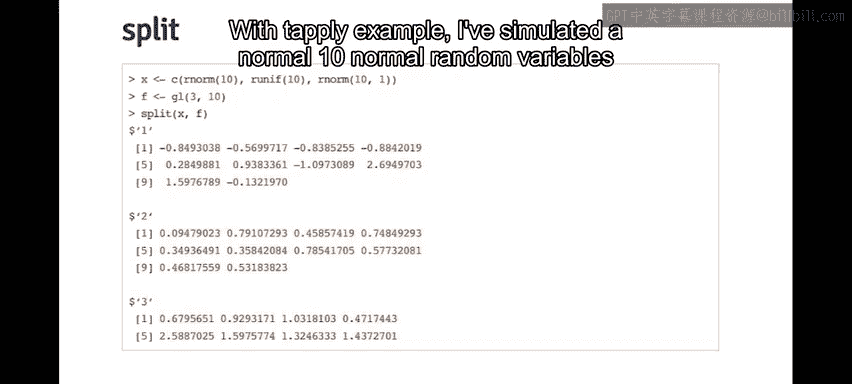 GPT中英字幕课程资源@bilibili.com
split
With tapply example, I've simulated a
normal 10 normal random variables
> x <- c(rnorm(10), runif(10), rnorm(10, 1))
> f <- gl(3, 10)
> split(x, f)
$‘1’
[1] -0.8493038 -0.5699717 -0.8385255 -0.8842019
[5] 0.2849881 0.9383361 -1.0973089 2.6949703
[9] 1.5976789 -0.1321970
$‘2‘
[1] 0.09479023 0.79107293 0.45857419 0.74849293
[5] 0.34936491 0.35842084 0.78541705 0.57732081
[9] 0.46817559 0.53183823
$‘3‘
[1] 0.6795651 0.9293171 1.0318103 0.4717443
[5] 2.5887025 1.5975774 1.3246333 1.4372701